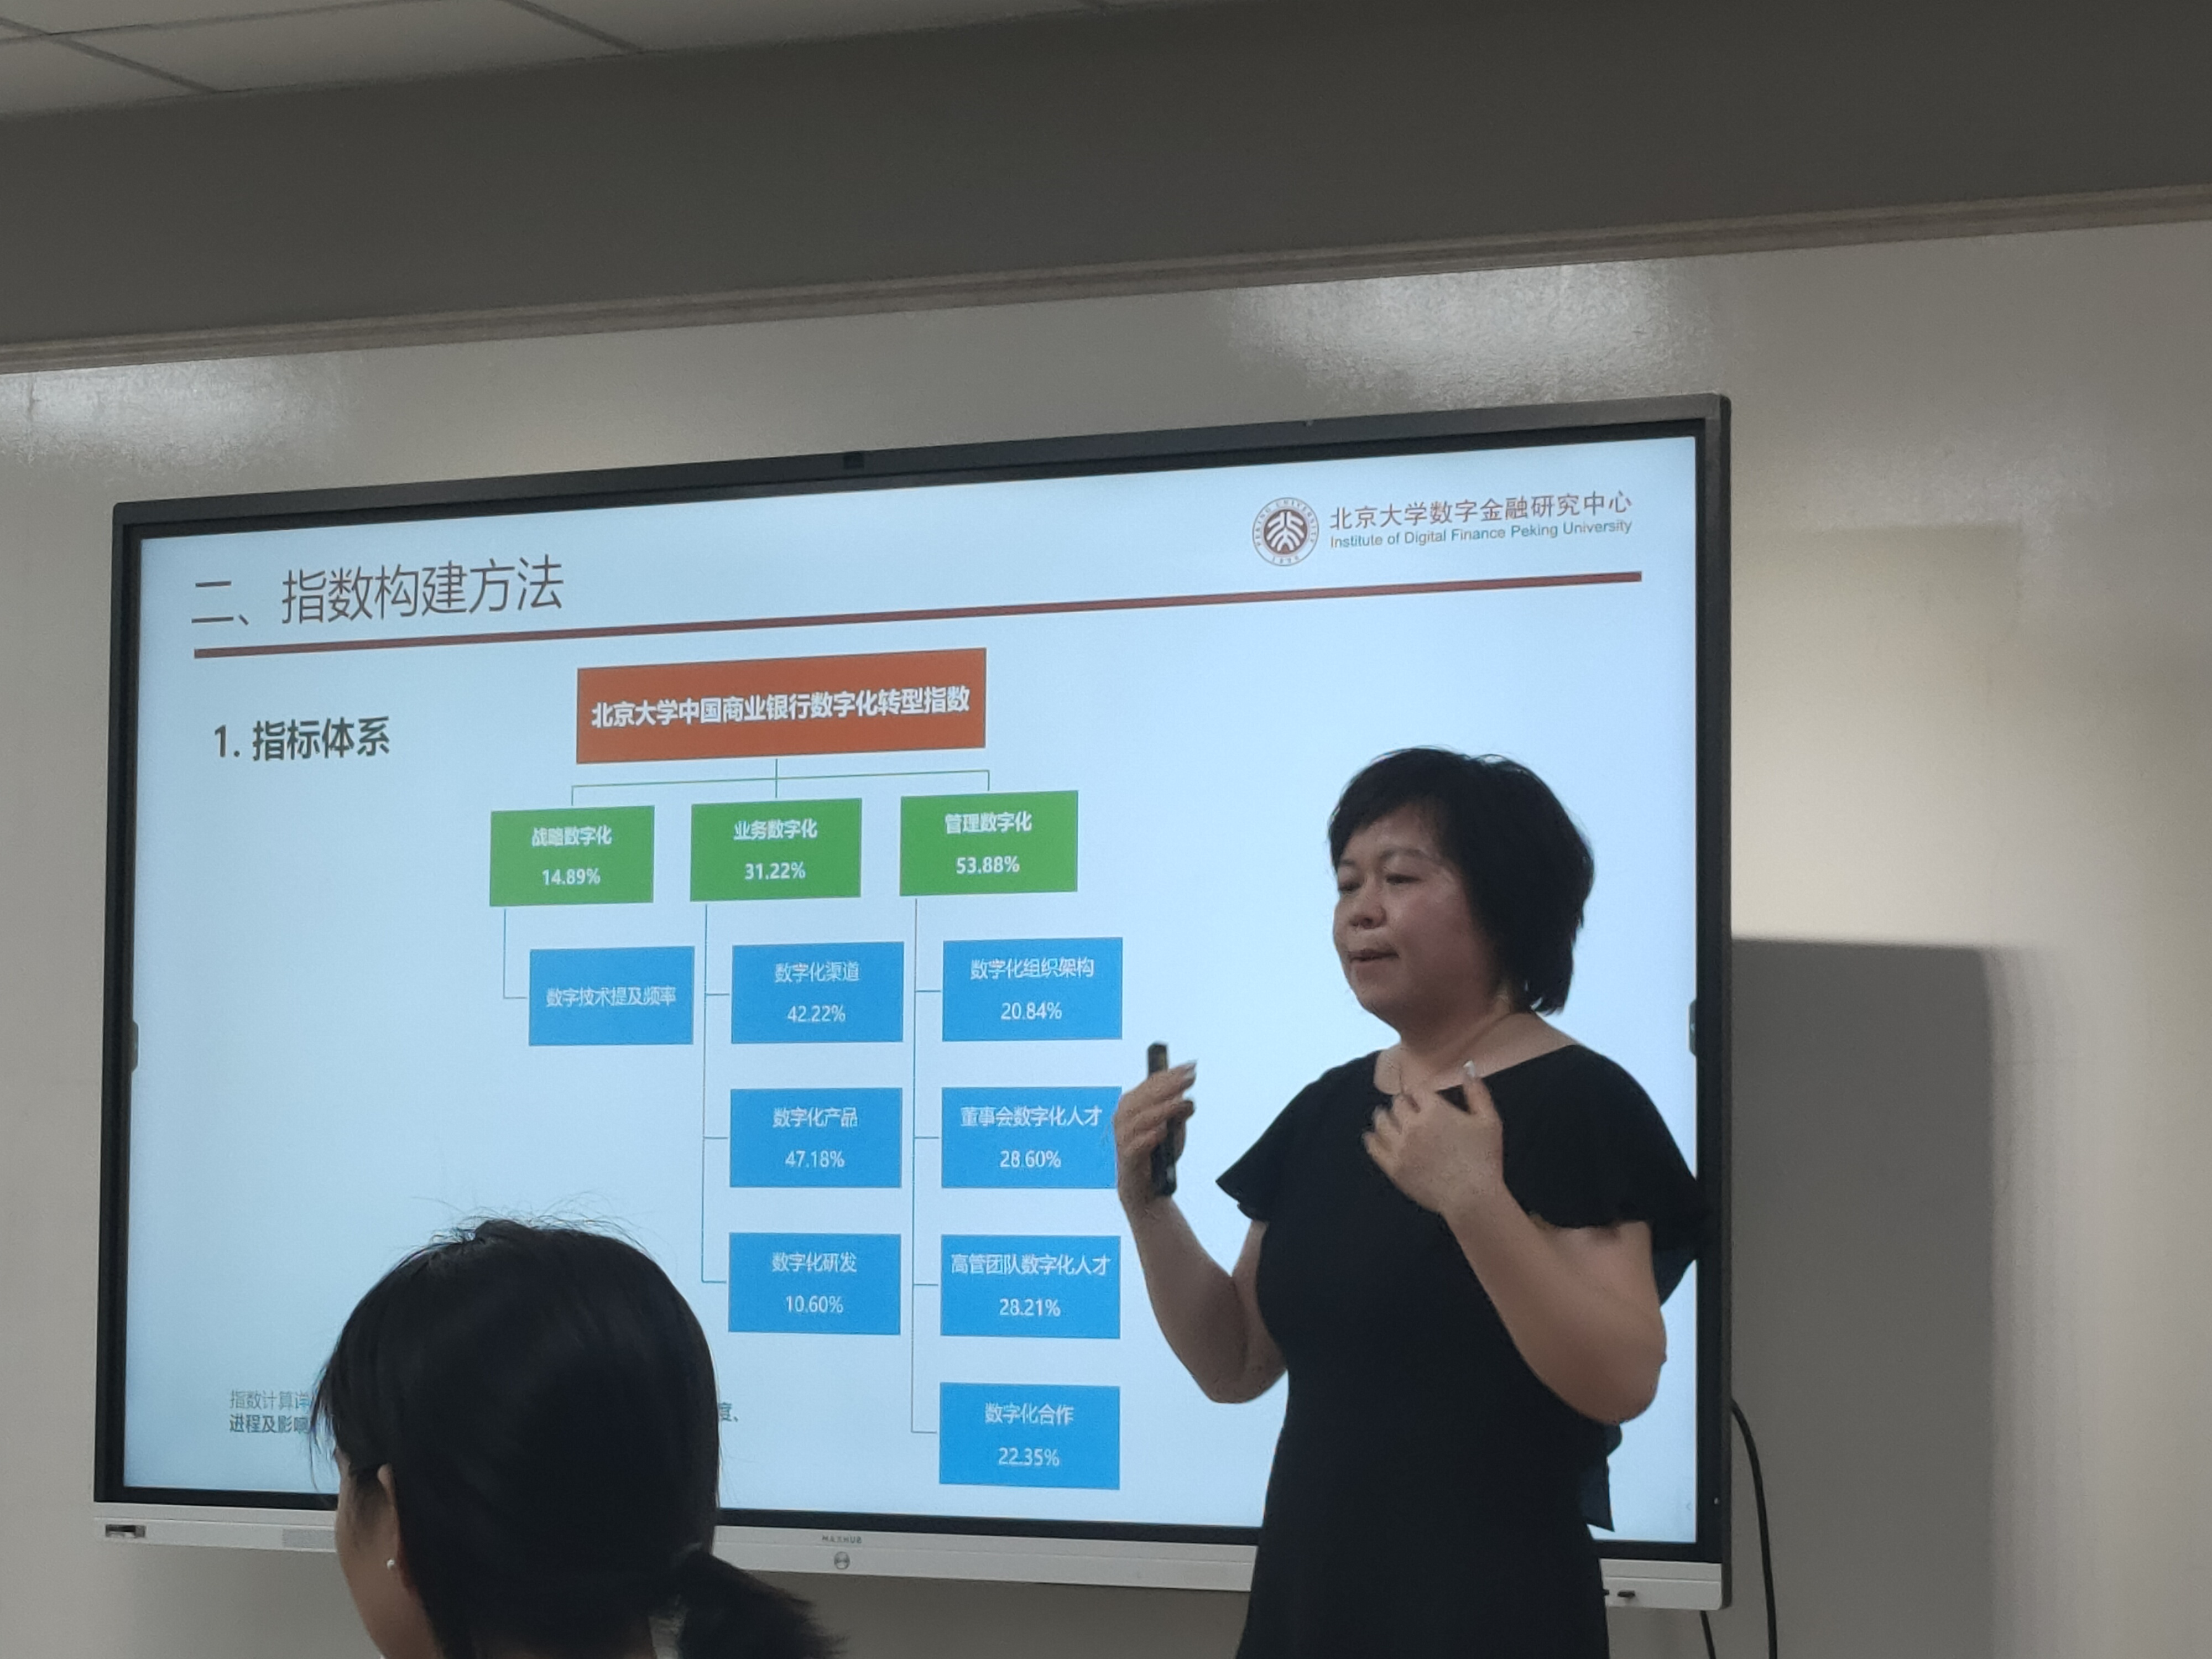 北京大学数字金融研究中心
Institute of Digital Finance Peking University
二、指数构建方法
1. 指标体系
北京大学中国商业银行数字化转型指数
战略数字化
14.89%
业务数字化
31.22%
管理数字化
53.88%
数字技术提及频率
数字化渠道
42.22%
数字化组织架构
20.84%
数字化产品
47.18%
董事会数字化人才
28.60%
数字化研发
10.60%
高管团队数字化人才
28.21%
数字化合作
22.35%
指数计算详
度、
进程及影响
MAXHUB